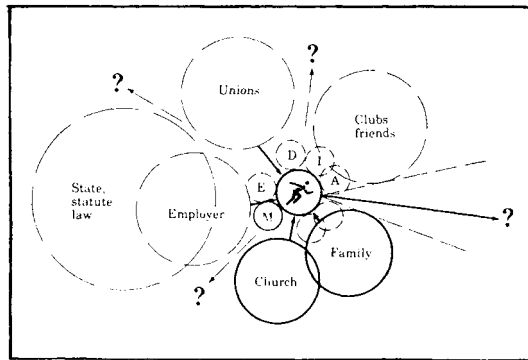 ?
?
Unions
Clubs
friends
D
I
A
State,
statute
law
Employer
E
M
?
Family
Church
?